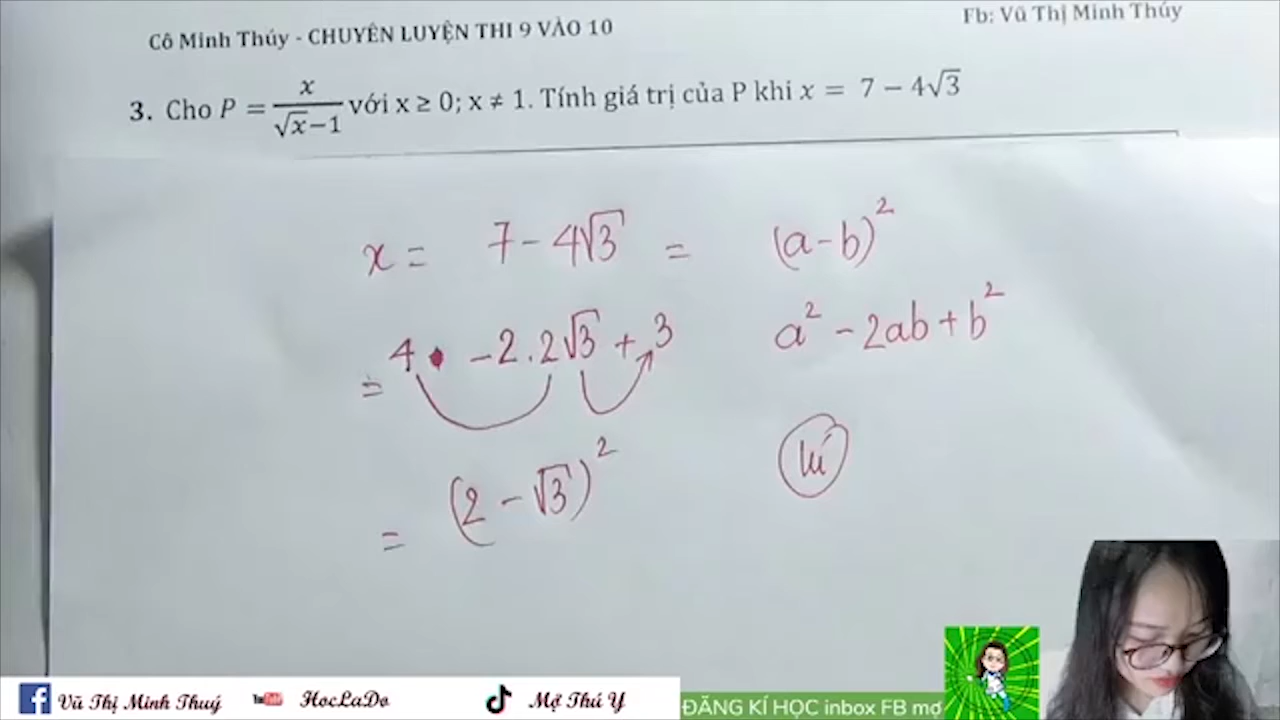 Cô Minh Thúy - CHUYÊN LUYỆN THI 9 VÀO 10
Fb: Vũ Thị Minh Thúy
3. Cho P = x/(√x−1) với x ≥ 0; x ≠ 1. Tính giá trị của P khi x = 7 − 4√3
x = 7 − 4√3 = (a−b)²
= 4 − 2.2√3 + 3
a² − 2ab + b²
= (2 − √3)²
Vũ Thị Minh Thuý
YouTube HocLaDo
Mợ Thú Y
ĐĂNG KÍ HỌC inbox FB mợ